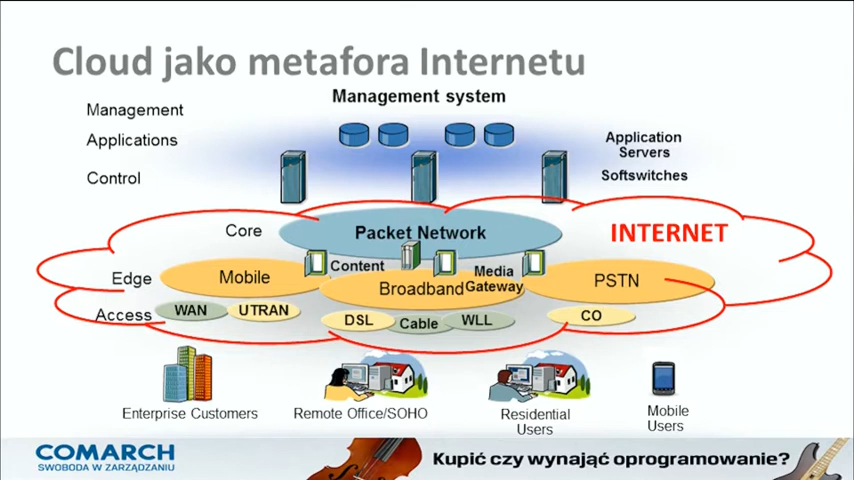 Cloud jako metafora Internetu
Management system
Management
Applications
Application
Servers
Control
Softswitches
Core
Packet Network
INTERNET
Edge
Mobile
Content
Broadband
Media
Gateway
PSTN
Access
WAN
UTRAN
DSL
Cable
WLL
CO
Enterprise Customers
Remote Office/SOHO
Residential
Users
Mobile
Users
COMARCH
SWOBODA W ZARZĄDZANIU
Kupić czy wynająć oprogramowanie?